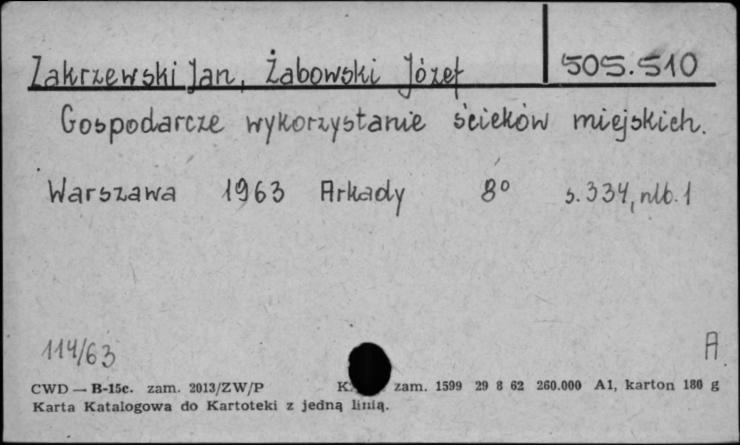 Zakrzewski Jan, Żabowski Józef 505.510
Gospodarcze wykorzystanie ścieków miejskich.
Warszawa 1963 Arkady 8° s. 334, nlb. 1
114/63 A
CWD — B-15c. zam. 2013/ZW/P zam. 1599 29 8 62 260.000 A1, karton 180 g
Karta Katalogowa do Kartoteki z jedną linią.